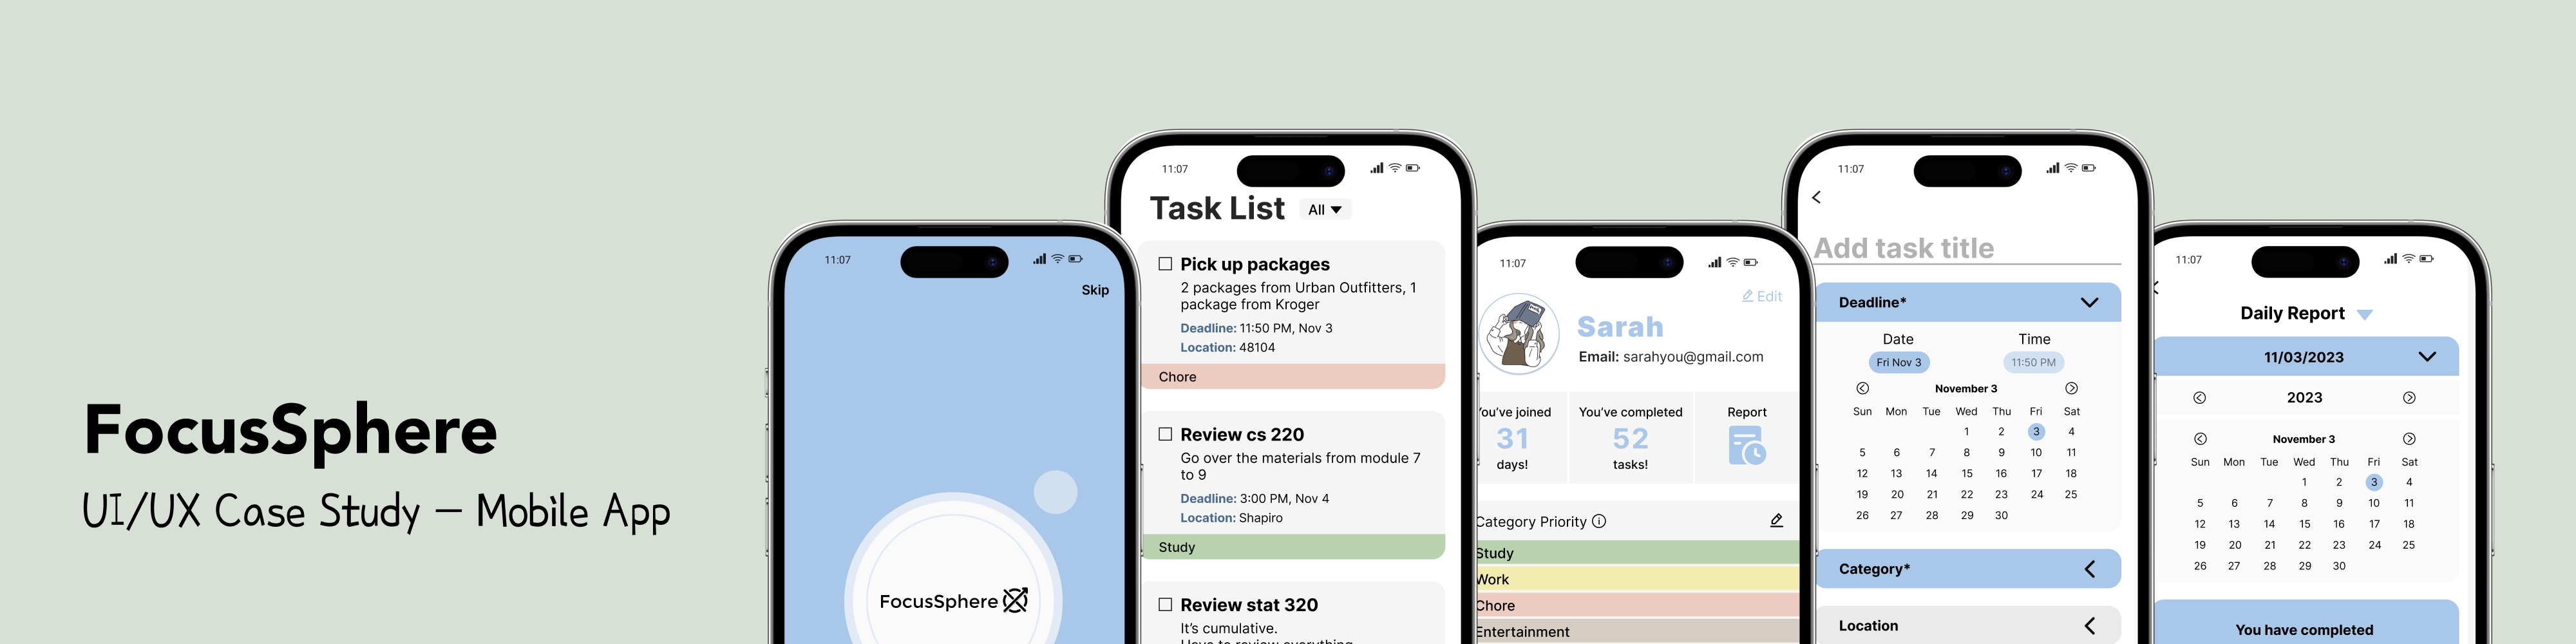 FocusSphere
UI/UX Case Study – Mobile App
11:07
Skip
FocusSphere
11:07
Task List
All
Pick up packages
2 packages from Urban Outfitters, 1
package from Kroger
Deadline: 11:50 PM, Nov 3
Location: 48104
Chore
Review cs 220
Go over the materials from module 7
to 9
Deadline: 3:00 PM, Nov 4
Location: Shapiro
Study
Review stat 320
It's cumulative.
Have to review everything
11:07
Edit
Sarah
Email: sarahyou@gmail.com
You've joined
31
days!
You've completed
52
tasks!
Report
Category Priority
Study
Work
Chore
Entertainment
11:07
Add task title
Deadline*
Date
Time
Fri Nov 3
11:50 PM
November 3
Sun Mon Tue Wed Thu Fri Sat
1 2 3 4
5 6 7 8 9 10 11
12 13 14 15 16 17 18
19 20 21 22 23 24 25
26 27 28 29 30
Category*
Location
11:07
Daily Report
11/03/2023
2023
November 3
Sun Mon Tue Wed Thu Fri Sat
1 2 3 4
5 6 7 8 9 10 11
12 13 14 15 16 17 18
19 20 21 22 23 24 25
26 27 28 29 30
You have completed